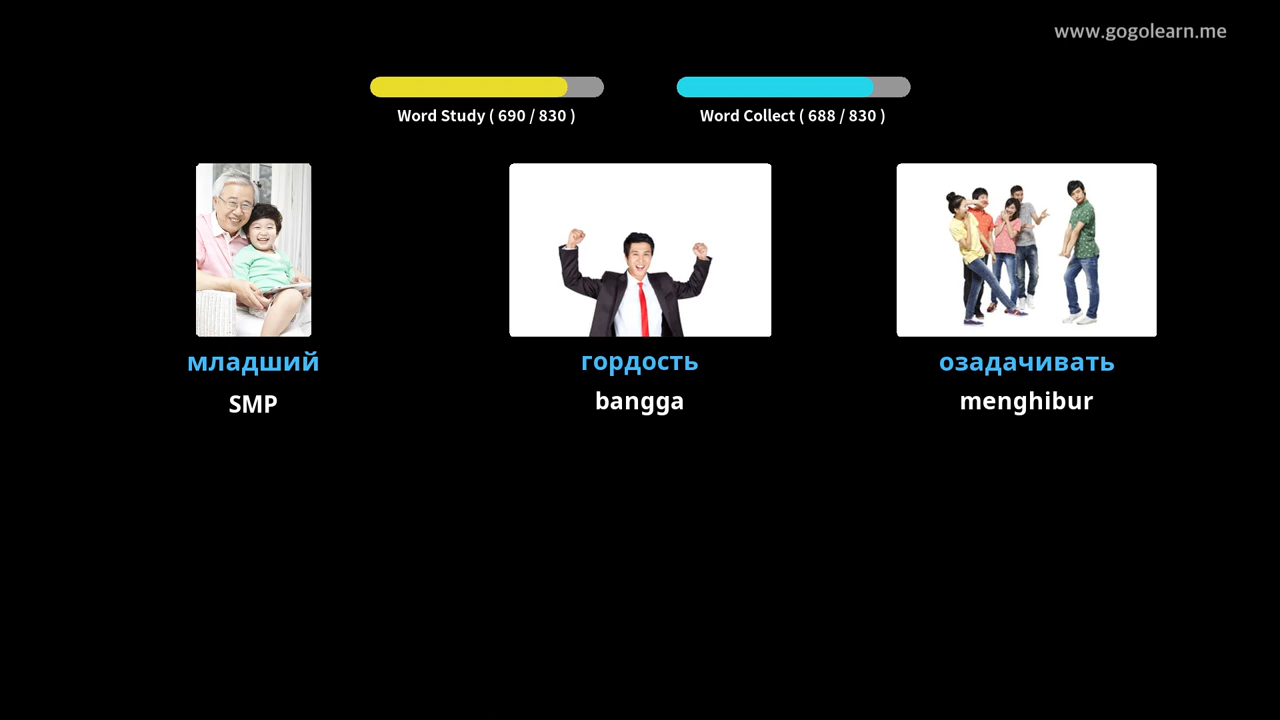 www.gogolearn.me
Word Study ( 690 / 830 )
Word Collect ( 688 / 830 )
младший
гордость
озадачивать
SMP
bangga
menghibur